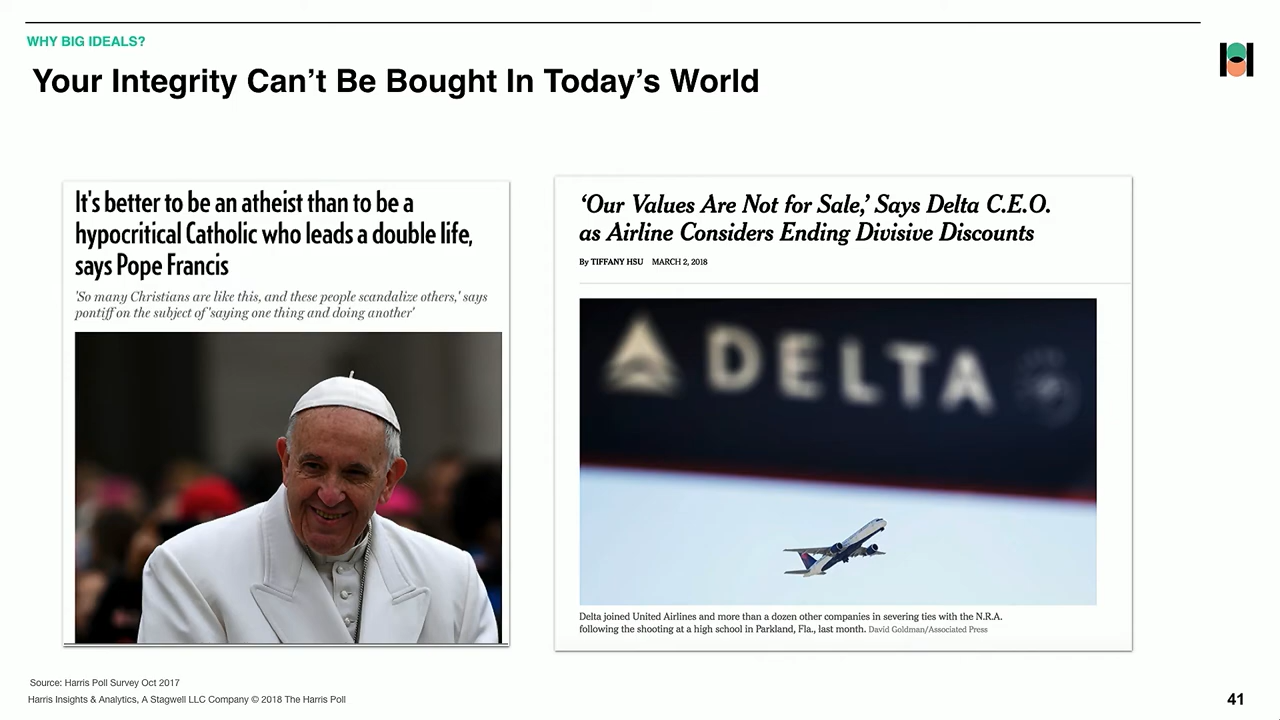 WHY BIG IDEALS?
Your Integrity Can’t Be Bought In Today’s World
It's better to be an atheist than to be a
hypocritical Catholic who leads a double life,
says Pope Francis
'So many Christians are like this, and these people scandalize others,' says
pontiff on the subject of 'saying one thing and doing another'
‘Our Values Are Not for Sale,’ Says Delta C.E.O.
as Airline Considers Ending Divisive Discounts
By TIFFANY HSU MARCH 2, 2018
DELTA
Delta joined United Airlines and more than a dozen other companies in severing ties with the N.R.A.
following the shooting at a high school in Parkland, Fla., last month. David Goldman/Associated Press
Source: Harris Poll Survey Oct 2017
Harris Insights & Analytics, A Stagwell LLC Company © 2018 The Harris Poll
41